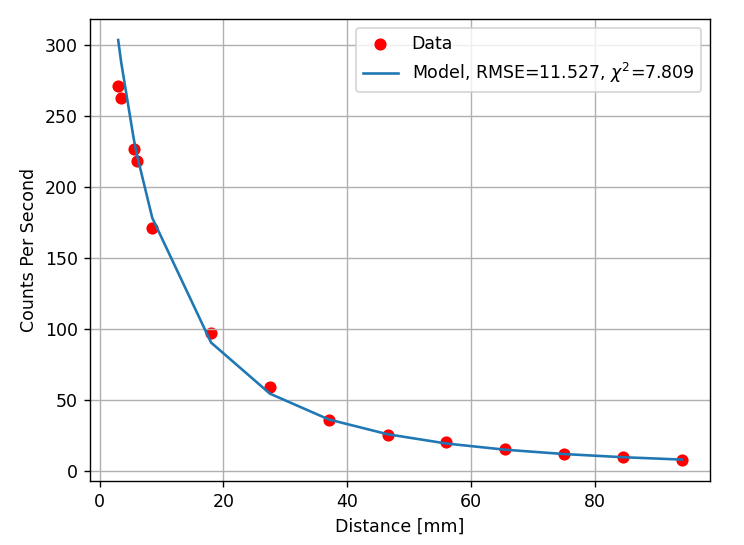 300
250
200
150
100
50
0
Counts Per Second
Data
Model, RMSE=11.527, χ²=7.809
0 20 40 60 80
Distance [mm]